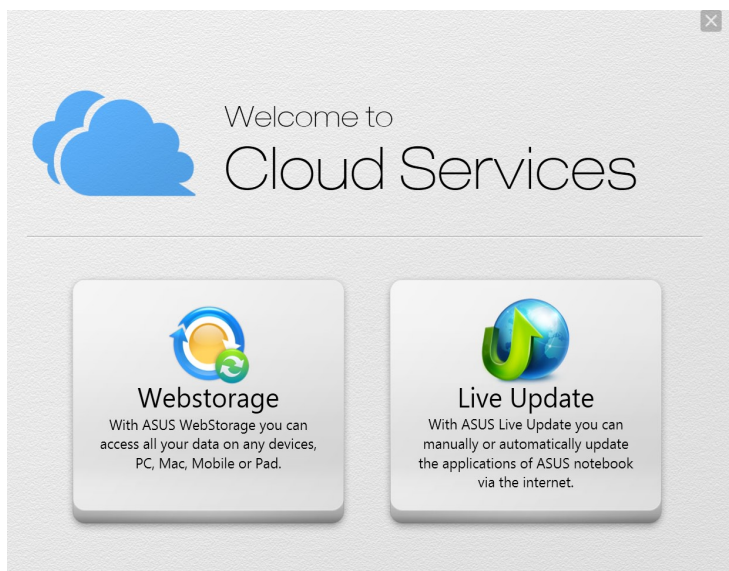 Welcome to
Cloud Services
Webstorage
With ASUS WebStorage you can
access all your data on any devices,
PC, Mac, Mobile or Pad.
Live Update
With ASUS Live Update you can
manually or automatically update
the applications of ASUS notebook
via the internet.